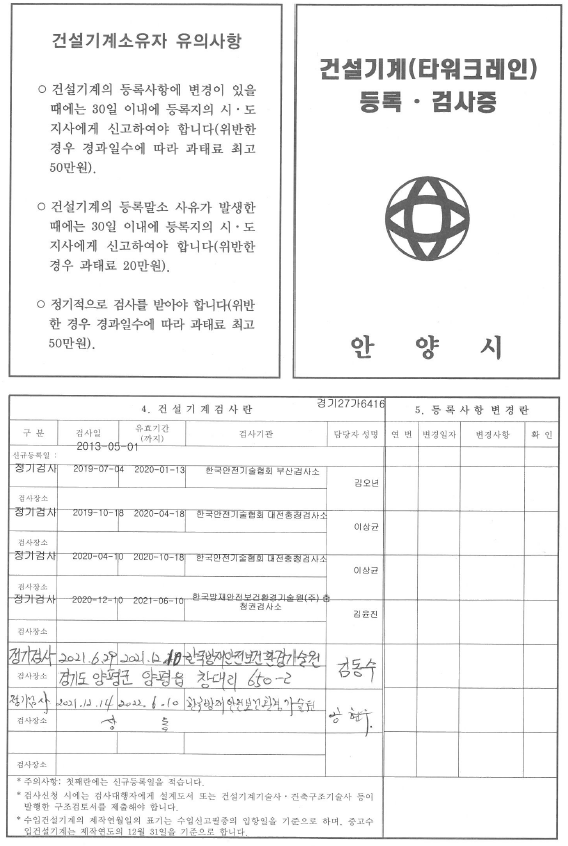 건설기계소유자 유의사항
○ 건설기계의 등록사항에 변경이 있을
때에는 30일 이내에 등록지의 시·도
지사에게 신고하여야 합니다(위반한
경우 경과일수에 따라 과태료 최고
50만원).
○ 건설기계의 등록말소 사유가 발생한
때에는 30일 이내에 등록지의 시·도
지사에게 신고하여야 합니다(위반한
경우 과태료 20만원).
○ 정기적으로 검사를 받아야 합니다(위반
한 경우 경과일수에 따라 과태료 최고
50만원).
건설기계(타워크레인)
등록 · 검사증
안 양 시
4. 건설기계검사란 경기27가6416
구 분 검사일 유효기간(까지) 검사기관 담당자 성명
신규등록일 : 2013-05-01
정기검사 2019-07-04 2020-01-13 한국안전기술협회 부산검사소 김오년
검사장소
정기검사 2019-10-18 2020-04-18 한국안전기술협회 대전충청검사소 이상균
검사장소
정기검사 2020-04-10 2020-10-18 한국안전기술협회 대전충청검사소 이상균
검사장소
정기검사 2020-12-10 2021-06-10 한국방재안전보건환경기술원(주) 충청권검사소 김윤진
검사장소
정기검사 2021.6.29 2021.12.10 한국방재안전보건환경기술원 김동수
검사장소 경기도 양평군 양평읍 창대리 650-2
정기검사 2021.12.14 2022.6.10 한국방재안전보건환경기술원
검사장소 상 동
검사장소
5. 등록사항변경란
연 번 변경일자 변경사항 확 인
* 주의사항: 첫째란에는 신규등록일을 적습니다.
* 검사신청 시에는 검사대행자에게 설계도서 또는 건설기계기술사·건축구조기술사 등이
발행한 구조검토서를 제출해야 합니다.
* 수입건설기계의 제작연월일의 표기는 수입신고필증의 입항일을 기준으로 하며, 중고수
입건설기계는 제작연도의 12월 31일을 기준으로 합니다.